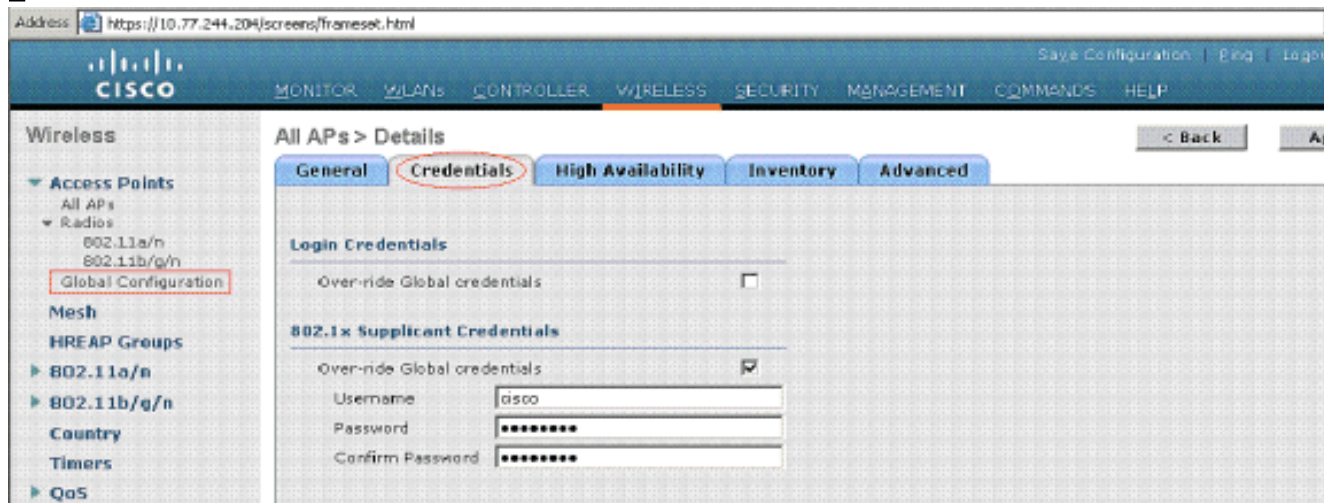 Address https://10.77.244.204/screens/frameset.html
Save Configuration | Ping | Logo
CISCO
MONITOR WLANs CONTROLLER WIRELESS SECURITY MANAGEMENT COMMANDS HELP
Wireless
All APs > Details
< Back
Ap
General Credentials High Availability Inventory Advanced
Access Points
All APs
Radios
802.11a/n
802.11b/g/n
Global Configuration
Mesh
HREAP Groups
802.11a/n
802.11b/g/n
Country
Timers
QoS
Login Credentials
Over-ride Global credentials
802.1x Supplicant Credentials
Over-ride Global credentials
Username cisco
Password ••••••••
Confirm Password ••••••••